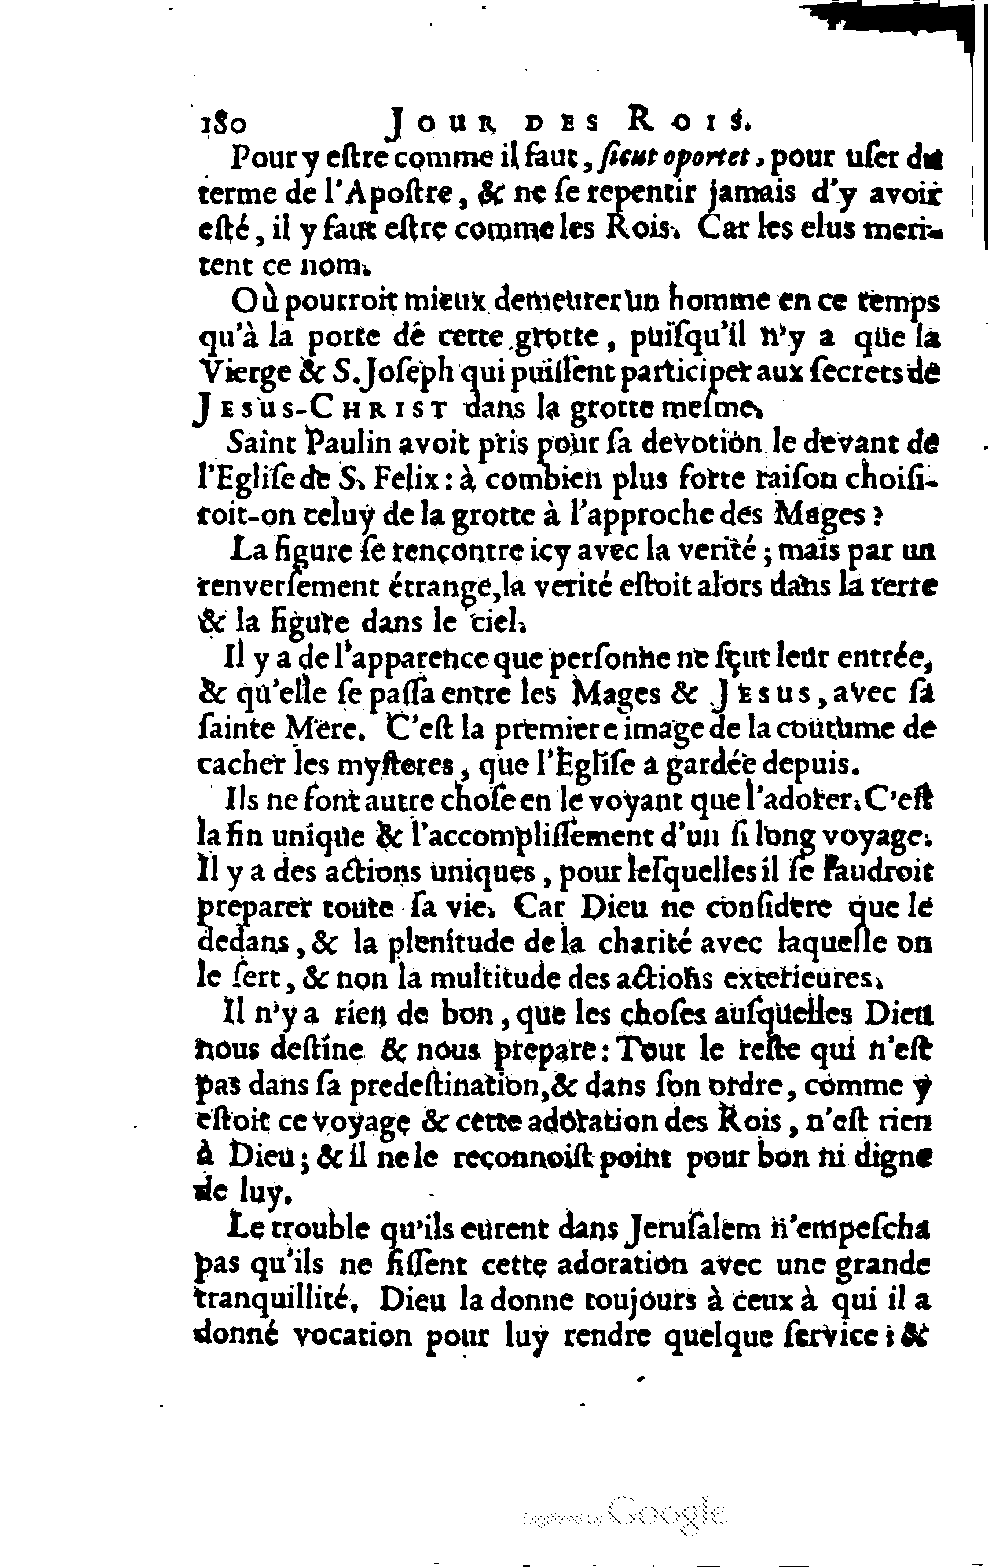 180 JOUR DES ROIS.
Pour y eſtre comme il faut, ſicut oportet, pour uſer du
terme de l'Apoſtre, & ne ſe repentir jamais d'y avoir
eſté, il y faut eſtre comme les Rois. Car les elus meri-
tent ce nom.
Où pourroit mieux demeurer un homme en ce temps
qu'à la porte de cette grotte, puiſqu'il n'y a que la
Vierge & S. Joſeph qui puiſſent participer aux ſecrets de
JESUS-CHRIST dans la grotte meſme.
Saint Paulin avoit pris pour ſa devotion le devant de
l'Egliſe de S. Felix: à combien plus forte raiſon choiſi-
roit-on celuy de la grotte à l'approche des Mages?
La figure ſe rencontre icy avec la verité; mais par un
renverſement étrange, la verité eſtoit alors dans la terre
& la figure dans le ciel.
Il y a de l'apparence que perſonne ne ſçut leur entrée,
& qu'elle ſe paſſa entre les Mages & JESUS, avec ſa
ſainte Mere. C'eſt la premiere image de la coutume de
cacher les myſteres, que l'Egliſe a gardée depuis.
Ils ne font autre choſe en le voyant que l'adorer. C'eſt
la fin unique & l'accompliſſement d'un ſi long voyage.
Il y a des actions uniques, pour leſquelles il ſe faudroit
preparer toute ſa vie. Car Dieu ne conſidere que le
dedans, & la plenitude de la charité avec laquelle on
le ſert, & non la multitude des actions exterieures.
Il n'y a rien de bon, que les choſes auſquelles Dieu
nous deſtine & nous prepare: Tout le reſte qui n'eſt
pas dans ſa predeſtination, & dans ſon ordre, comme y
eſtoit ce voyage & cette adoration des Rois, n'eſt rien
à Dieu; & il ne le reconnoiſt point pour bon ni digne
de luy.
Le trouble qu'ils eurent dans Jeruſalem n'empeſcha
pas qu'ils ne fiſſent cette adoration avec une grande
tranquillité. Dieu la donne toujours à ceux à qui il a
donné vocation pour luy rendre quelque ſervice; &
Digitized by Google